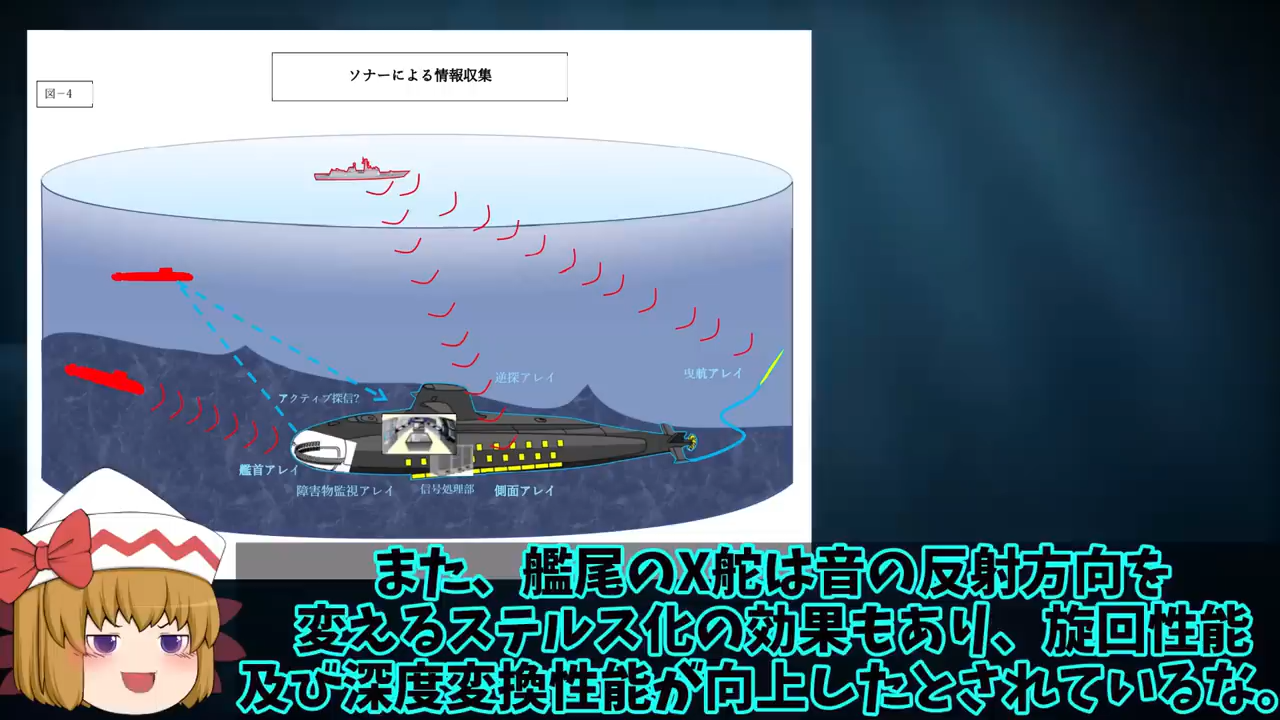 ソナーによる情報収集
図－4
逆探アレイ
曳航アレイ
アクティブ探信?
艦首アレイ
障害物監視アレイ
信号処理部
側面アレイ
また、艦尾のX舵は音の反射方向を
変えるステルス化の効果もあり、旋回性能
及び深度変換性能が向上したとされているな。